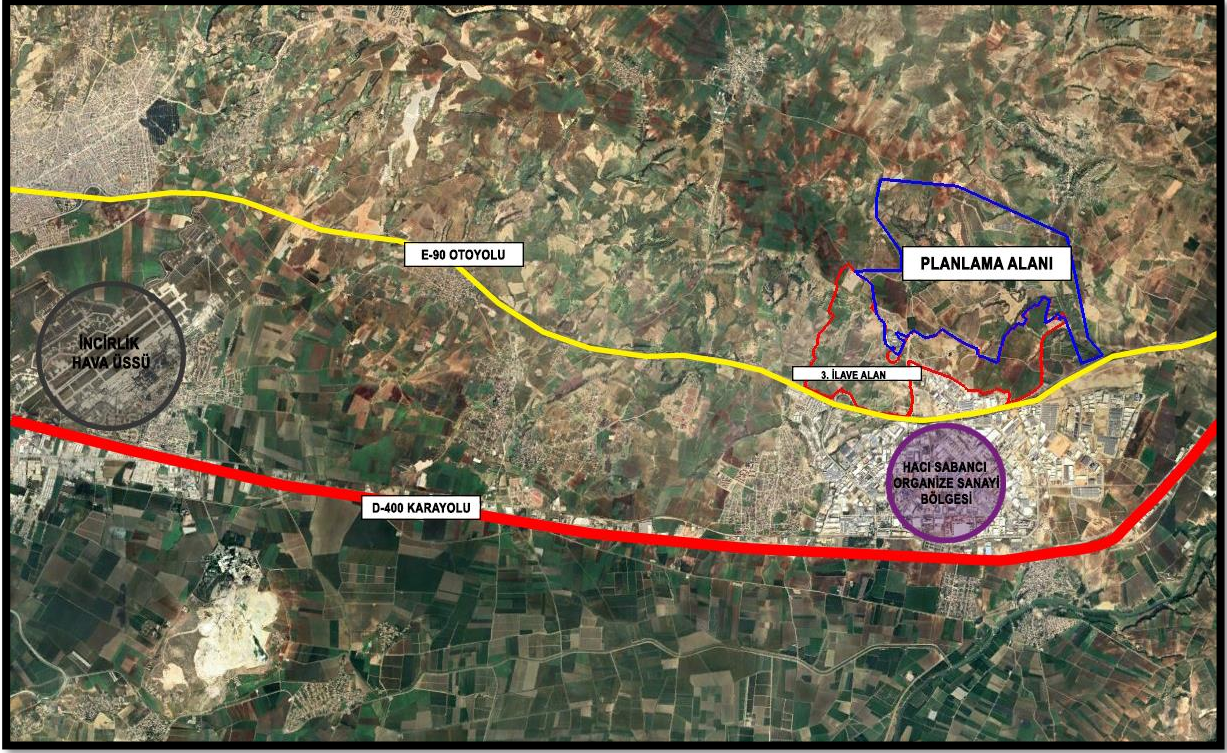 E-90 OTOYOLU
PLANLAMA ALANI
İNCİRLİK
HAVA ÜSSÜ
3. İLAVE ALAN
HACI SABANCI
ORGANİZE SANAYİ
BÖLGESİ
D-400 KARAYOLU